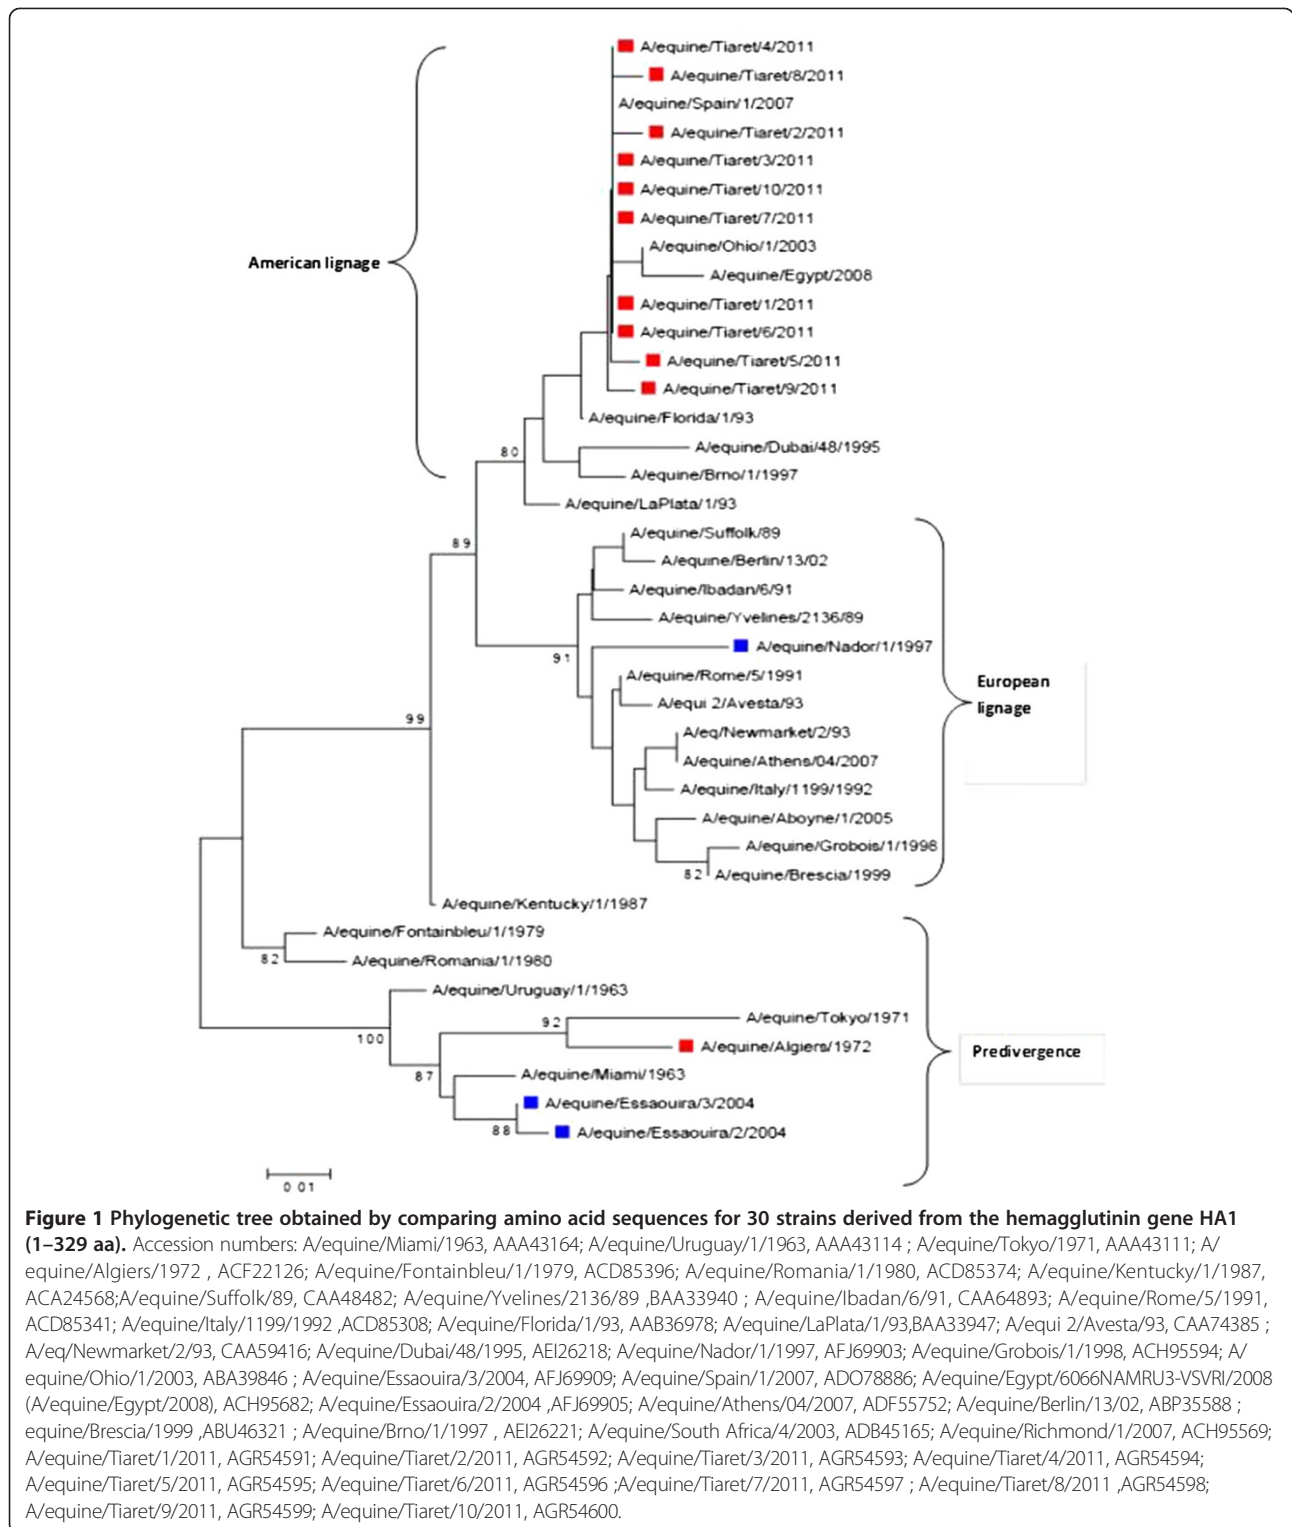 A/equine/Tiaret/4/2011
A/equine/Tiaret/8/2011
A/equine/Spain/1/2007
A/equine/Tiaret/2/2011
A/equine/Tiaret/3/2011
A/equine/Tiaret/10/2011
A/equine/Tiaret/7/2011
A/equine/Ohio/1/2003
American lignage
A/equine/Egypt/2008
A/equine/Tiaret/1/2011
A/equine/Tiaret/6/2011
A/equine/Tiaret/5/2011
A/equine/Tiaret/9/2011
A/equine/Florida/1/93
A/equine/Dubai/48/1995
80
A/equine/Brno/1/1997
A/equine/LaPlata/1/93
A/equine/Suffolk/89
89
A/equine/Berlin/13/02
A/equine/Ibadan/6/91
A/equine/Yvelines/2136/89
A/equine/Nador/1/1997
91
A/equine/Rome/5/1991
European
lignage
A/equi 2/Avesta/93
99
A/eq/Newmarket/2/93
A/equine/Athens/04/2007
A/equine/Italy/1199/1992
A/equine/Aboyne/1/2005
A/equine/Grobois/1/1998
82
A/equine/Brescia/1999
A/equine/Kentucky/1/1987
A/equine/Fontainbleu/1/1979
82
A/equine/Romania/1/1980
A/equine/Uruguay/1/1963
A/equine/Tokyo/1971
92
100
A/equine/Algiers/1972
Predivergence
A/equine/Miami/1963
87
A/equine/Essaouira/3/2004
88
A/equine/Essaouira/2/2004
0 01
Figure 1 Phylogenetic tree obtained by comparing amino acid sequences for 30 strains derived from the hemagglutinin gene HA1
(1–329 aa). Accession numbers: A/equine/Miami/1963, AAA43164; A/equine/Uruguay/1/1963, AAA43114 ; A/equine/Tokyo/1971, AAA43111; A/
equine/Algiers/1972 , ACF22126; A/equine/Fontainbleu/1/1979, ACD85396; A/equine/Romania/1/1980, ACD85374; A/equine/Kentucky/1/1987,
ACA24568;A/equine/Suffolk/89, CAA48482; A/equine/Yvelines/2136/89 ,BAA33940 ; A/equine/Ibadan/6/91, CAA64893; A/equine/Rome/5/1991,
ACD85341; A/equine/Italy/1199/1992 ,ACD85308; A/equine/Florida/1/93, AAB36978; A/equine/LaPlata/1/93,BAA33947; A/equi 2/Avesta/93, CAA74385 ;
A/eq/Newmarket/2/93, CAA59416; A/equine/Dubai/48/1995, AEI26218; A/equine/Nador/1/1997, AFJ69903; A/equine/Grobois/1/1998, ACH95594; A/
equine/Ohio/1/2003, ABA39846 ; A/equine/Essaouira/3/2004, AFJ69909; A/equine/Spain/1/2007, ADO78886; A/equine/Egypt/6066NAMRU3-VSVRI/2008
(A/equine/Egypt/2008), ACH95682; A/equine/Essaouira/2/2004 ,AFJ69905; A/equine/Athens/04/2007, ADF55752; A/equine/Berlin/13/02, ABP35588 ;
equine/Brescia/1999 ,ABU46321 ; A/equine/Brno/1/1997 , AEI26221; A/equine/South Africa/4/2003, ADB45165; A/equine/Richmond/1/2007, ACH95569;
A/equine/Tiaret/1/2011, AGR54591; A/equine/Tiaret/2/2011, AGR54592; A/equine/Tiaret/3/2011, AGR54593; A/equine/Tiaret/4/2011, AGR54594;
A/equine/Tiaret/5/2011, AGR54595; A/equine/Tiaret/6/2011, AGR54596 ;A/equine/Tiaret/7/2011, AGR54597 ; A/equine/Tiaret/8/2011 ,AGR54598;
A/equine/Tiaret/9/2011, AGR54599; A/equine/Tiaret/10/2011, AGR54600.